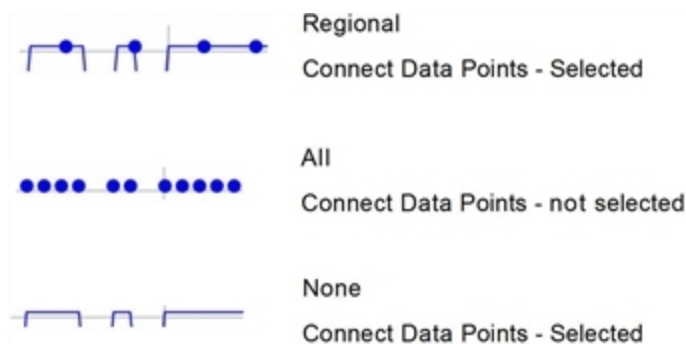 Regional
Connect Data Points - Selected
All
Connect Data Points - not selected
None
Connect Data Points - Selected